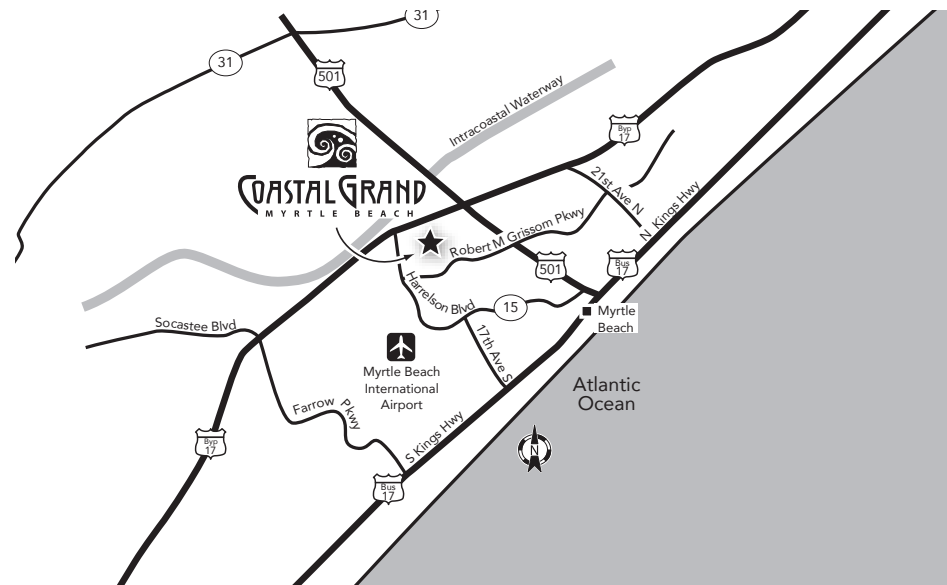 31
31
501
Intracoastal Waterway
Byp
17
COASTAL GRAND
MYRTLE BEACH
21st Ave N
N Kings Hwy
Robert M Grissom Pkwy
501
Bus
17
Harrelson Blvd
15
Myrtle
Beach
Socastee Blvd
17th Ave S
Myrtle Beach
International
Airport
Atlantic
Ocean
Farrow Pkwy
S Kings Hwy
Byp
17
N
Bus
17